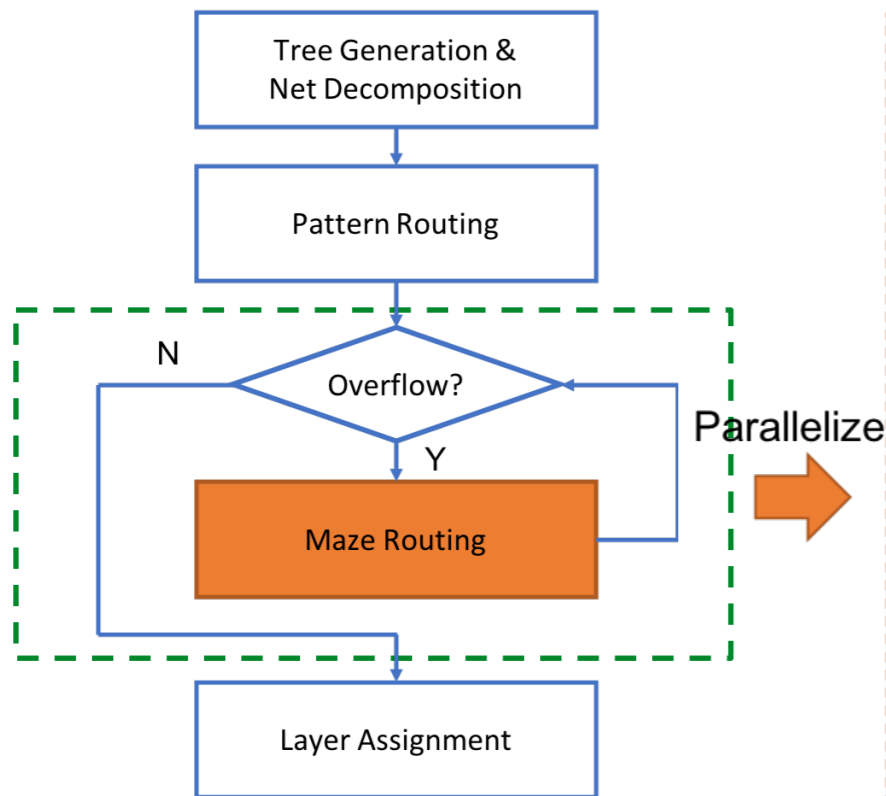 Tree Generation &
Net Decomposition
Pattern Routing
N
Overflow?
Parallelize
Y
Maze Routing
Layer Assignment